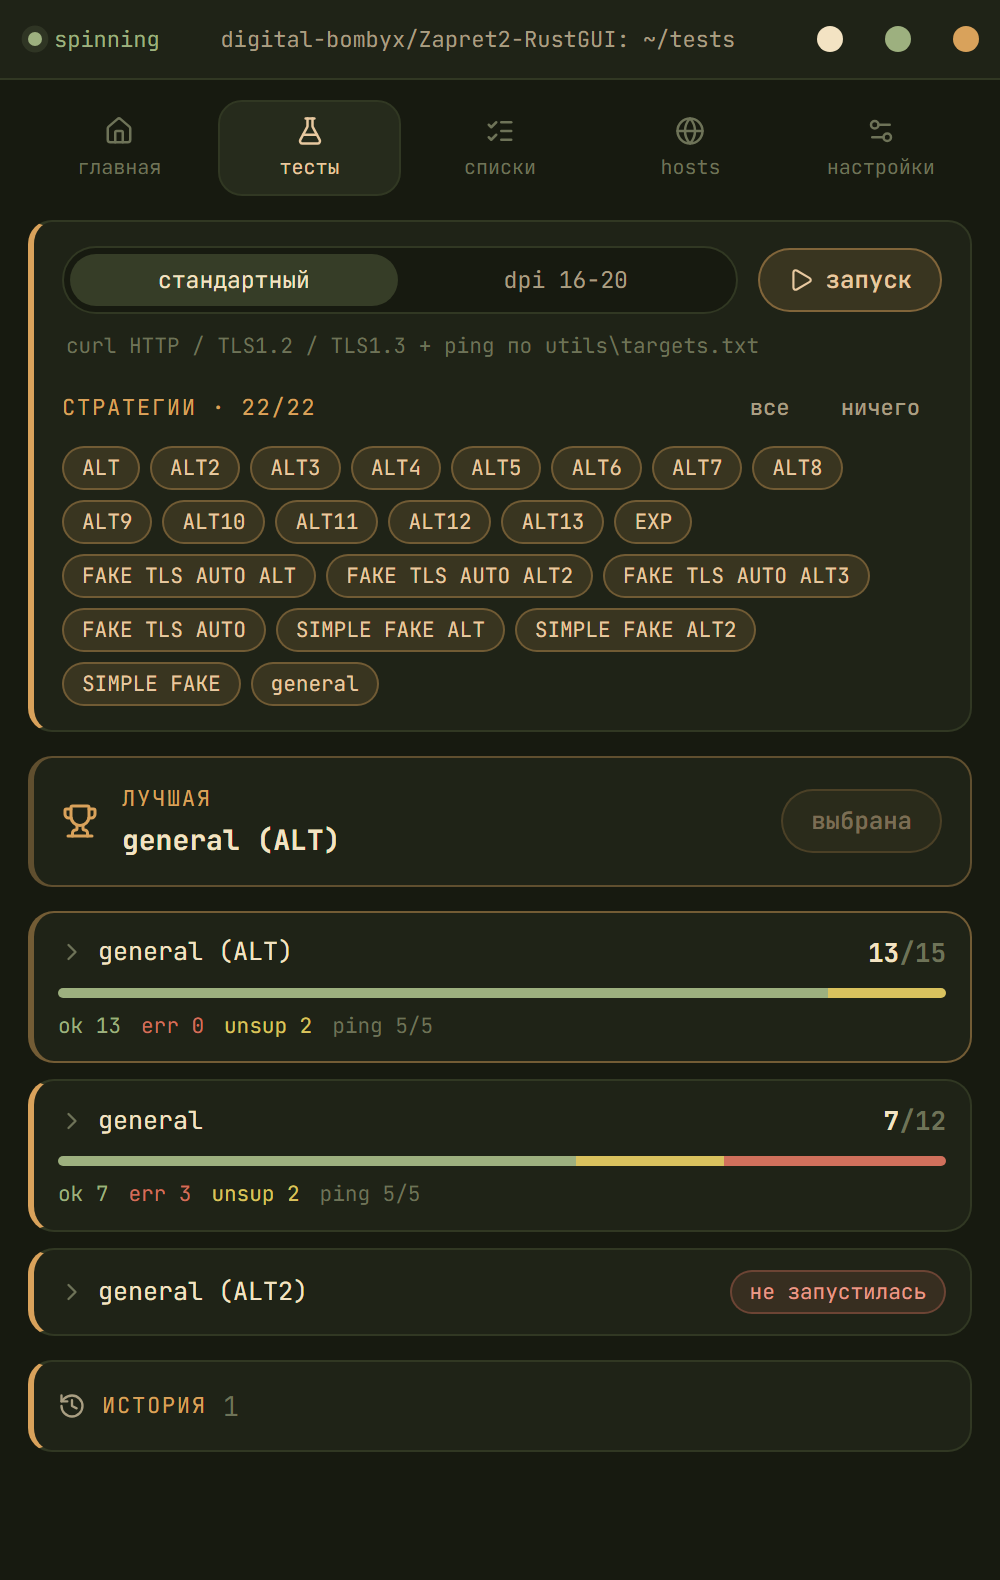 spinning digital-bombyx/Zapret2-RustGUI: ~/tests
главная тесты списки hosts настройки
стандартный dpi 16-20 запуск
curl HTTP / TLS1.2 / TLS1.3 + ping по utils\targets.txt
СТРАТЕГИИ · 22/22 все ничего
ALT ALT2 ALT3 ALT4 ALT5 ALT6 ALT7 ALT8
ALT9 ALT10 ALT11 ALT12 ALT13 EXP
FAKE TLS AUTO ALT FAKE TLS AUTO ALT2 FAKE TLS AUTO ALT3
FAKE TLS AUTO SIMPLE FAKE ALT SIMPLE FAKE ALT2
SIMPLE FAKE general
ЛУЧШАЯ
general (ALT) выбрана
general (ALT) 13/15
ok 13 err 0 unsup 2 ping 5/5
general 7/12
ok 7 err 3 unsup 2 ping 5/5
general (ALT2) не запустилась
ИСТОРИЯ 1